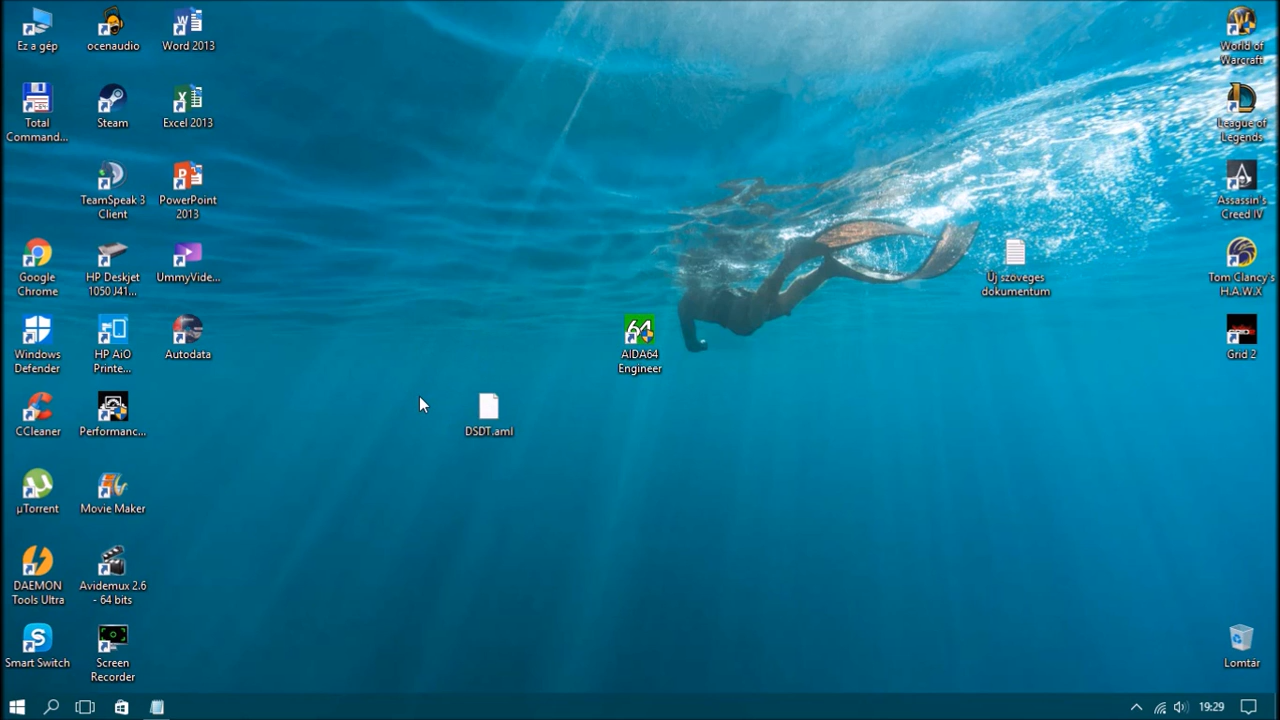 Ez a gép
ocenaudio
Word 2013
World of
Warcraft
Total
Command...
Steam
Excel 2013
League of
Legends
TeamSpeak 3
Client
PowerPoint
2013
Assassin's
Creed IV
Google
Chrome
HP Deskjet
1050 J41...
UmmyVide...
Új szöveges
dokumentum
Tom Clancy's
H.A.W.X
Windows
Defender
HP AiO
Printe...
Autodata
64
AIDA64
Engineer
Grid 2
CCleaner
Performanc...
DSDT.aml
µTorrent
Movie Maker
DAEMON
Tools Ultra
Avidemux 2.6
- 64 bits
Smart Switch
Screen
Recorder
Lomtár
19:29